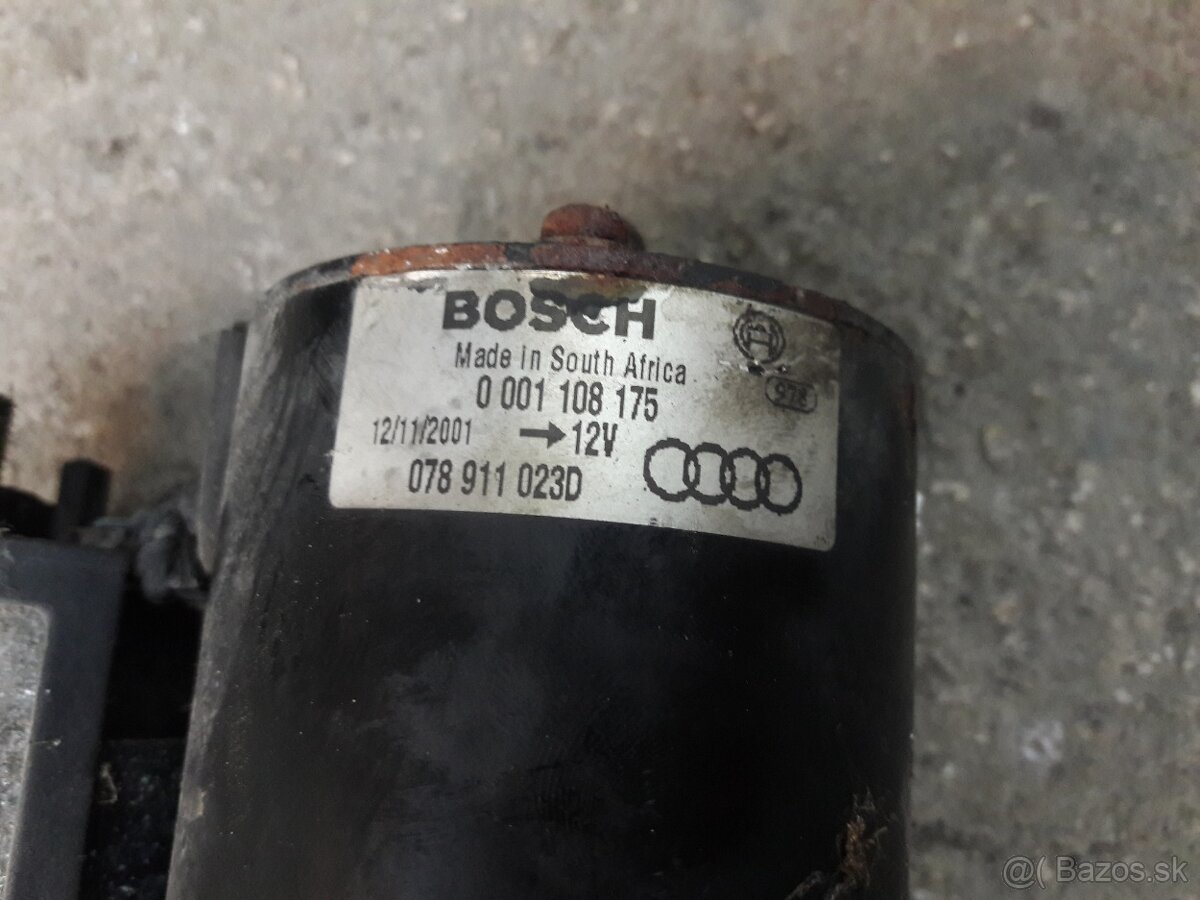 BOSCH
Made in South Africa
978
0 001 108 175
12/11/2001 → 12V
078 911 023D
@( Bazos.sk